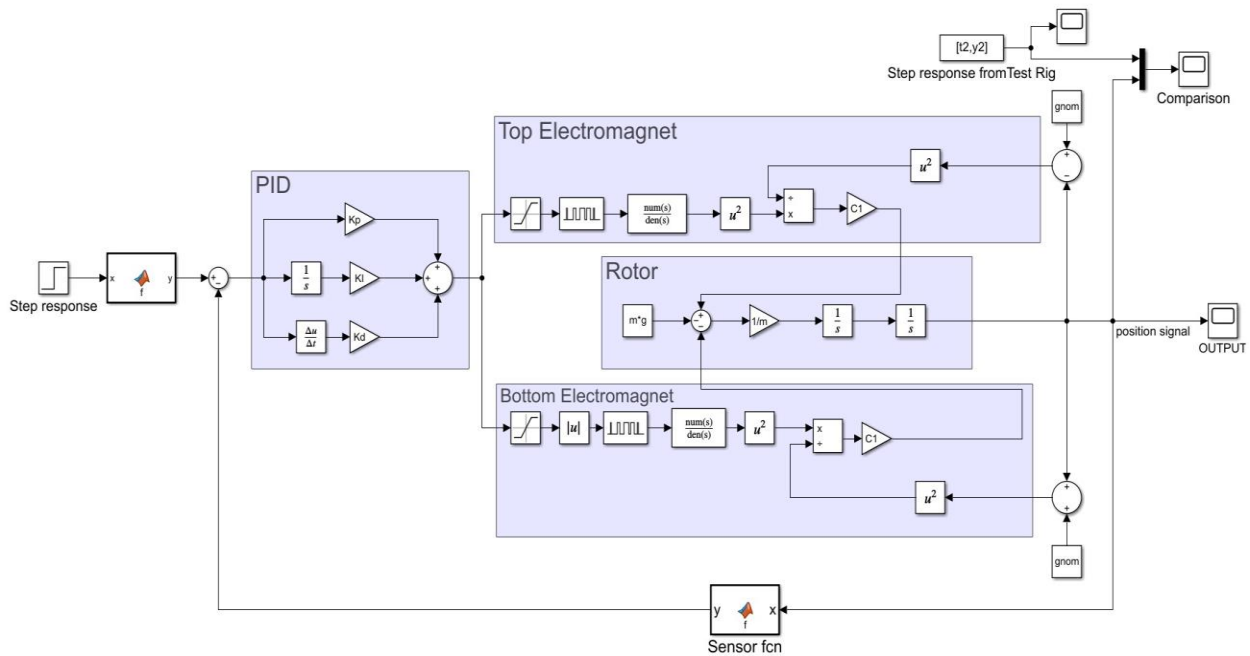 [t2,y2]
Step response fromTest Rig
Comparison
gnom
Top Electromagnet
u²
+
−
PID
Kp
num(s)
den(s)
u²
÷
x
C1
x
f
y
Step response
+
−
1
s
KI
+
+
+
Rotor
m*g
+
−
−
1/m
1
s
1
s
position signal
OUTPUT
Δu
Δt
Kd
Bottom Electromagnet
|u|
num(s)
den(s)
u²
x
÷
C1
u²
+
+
gnom
y
f
x
Sensor fcn